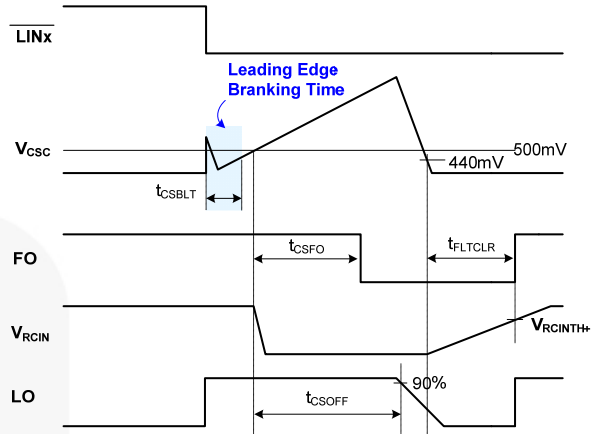 LINx
Leading Edge
Branking Time
VCSC
500mV
440mV
tCSBLT
FO
tCSFO
tFLTCLR
VRCIN
VRCINTH+
LO
90%
tCSOFF